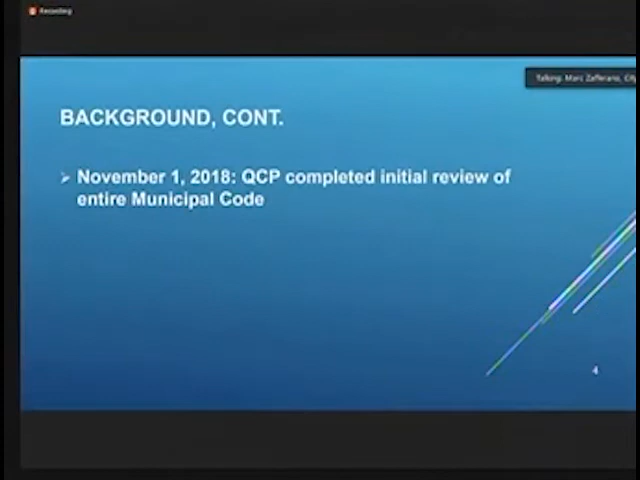 Recording
Talking: Marc Zafferano, City
BACKGROUND, CONT.
➢ November 1, 2018: QCP completed initial review of
entire Municipal Code
4